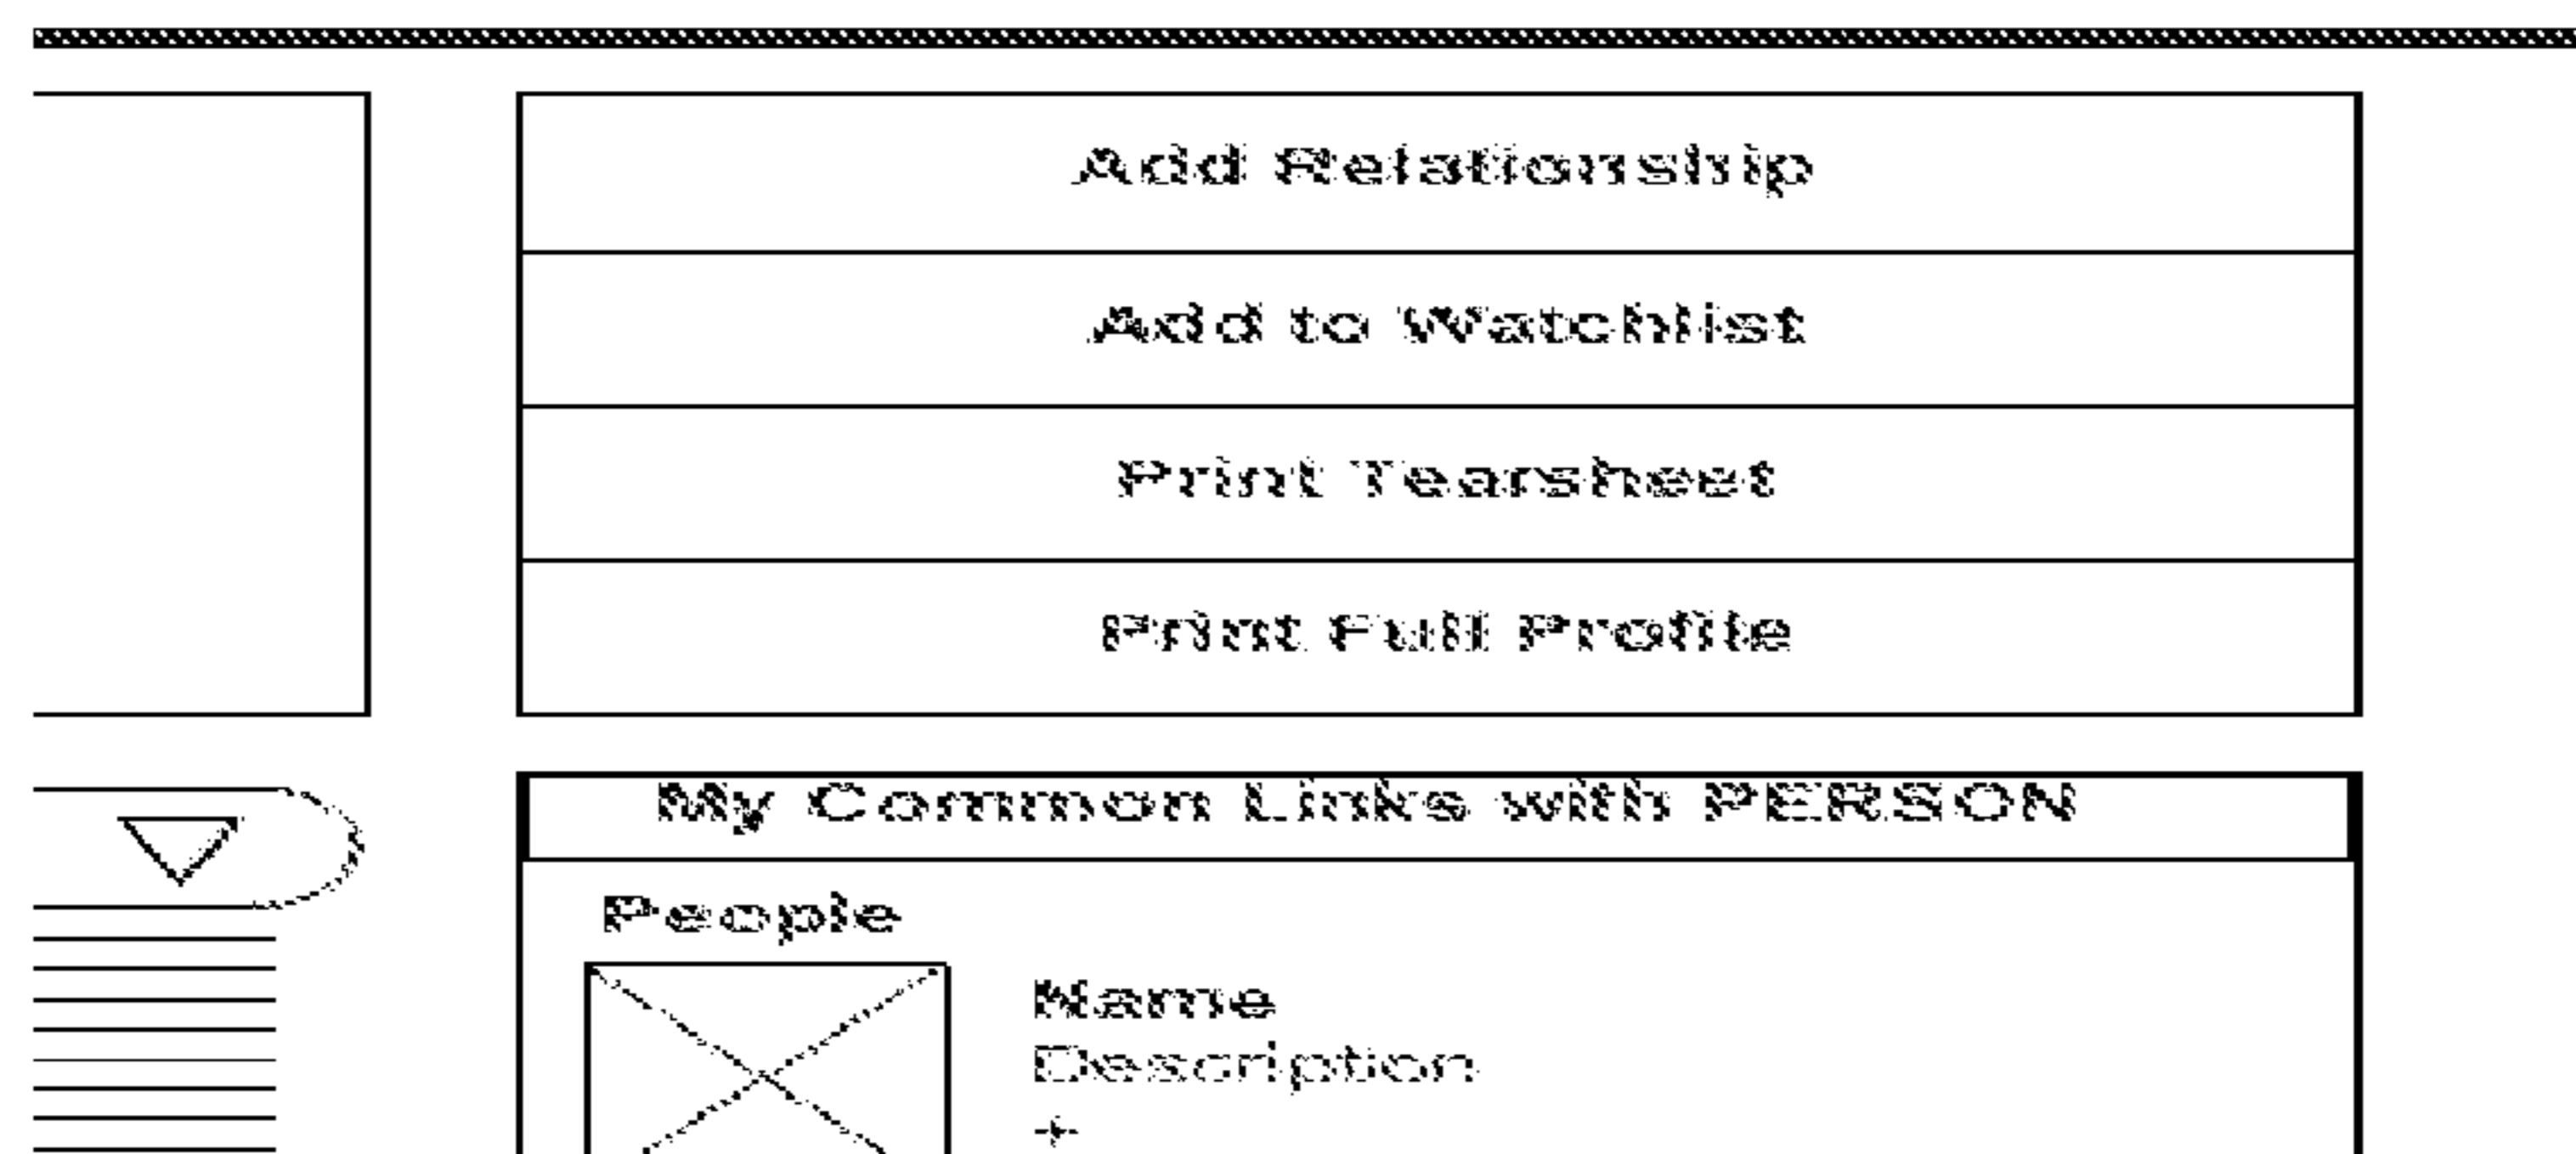 Add Relationship
Add to Watchlist
Print Tearsheet
Print Full Profile
My Common Links with PERSON
People
Name
Description
+